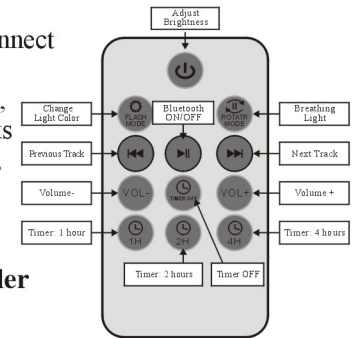 Adjust
Brightness
nnect
Change
Light Color
FLASH
MODE
Bluetooth
ON/OFF
ROTATR
MODE
Breathing
Light
,
Previous Track
Next Track
Volume-
VOL-
TIMER OFF
VOL+
Volume +
Timer: 1 hour
1H
2H
4H
Timer: 4 hours
Timer: 2 hours
Timer OFF
ler